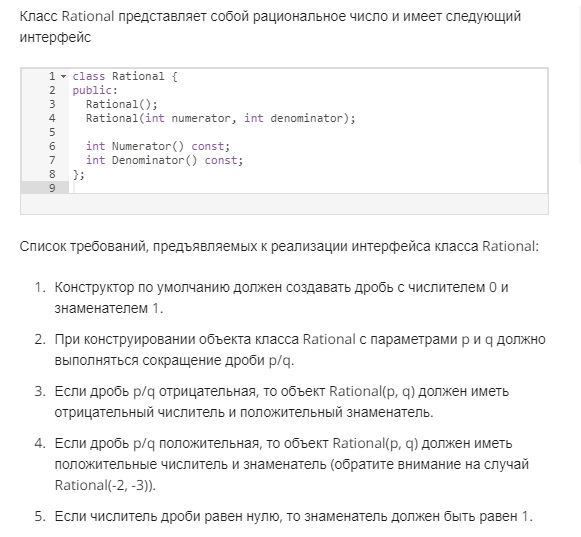 Класс Rational представляет собой рациональное число и имеет следующий
интерфейс
1 class Rational {
2 public:
3   Rational();
4   Rational(int numerator, int denominator);
5
6   int Numerator() const;
7   int Denominator() const;
8 };
9
Список требований, предъявляемых к реализации интерфейса класса Rational:
1. Конструктор по умолчанию должен создавать дробь с числителем 0 и
знаменателем 1.
2. При конструировании объекта класса Rational с параметрами p и q должно
выполняться сокращение дроби p/q.
3. Если дробь p/q отрицательная, то объект Rational(p, q) должен иметь
отрицательный числитель и положительный знаменатель.
4. Если дробь p/q положительная, то объект Rational(p, q) должен иметь
положительные числитель и знаменатель (обратите внимание на случай
Rational(-2, -3)).
5. Если числитель дроби равен нулю, то знаменатель должен быть равен 1.